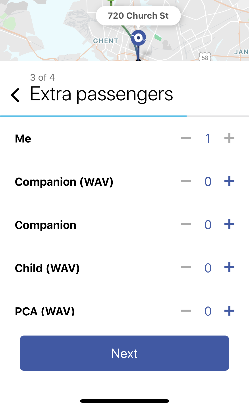 720 Church St
GHENT
58
JAN
3 of 4
Extra passengers
Me
1
Companion (WAV)
0
Companion
0
Child (WAV)
0
PCA (WAV)
0
Next